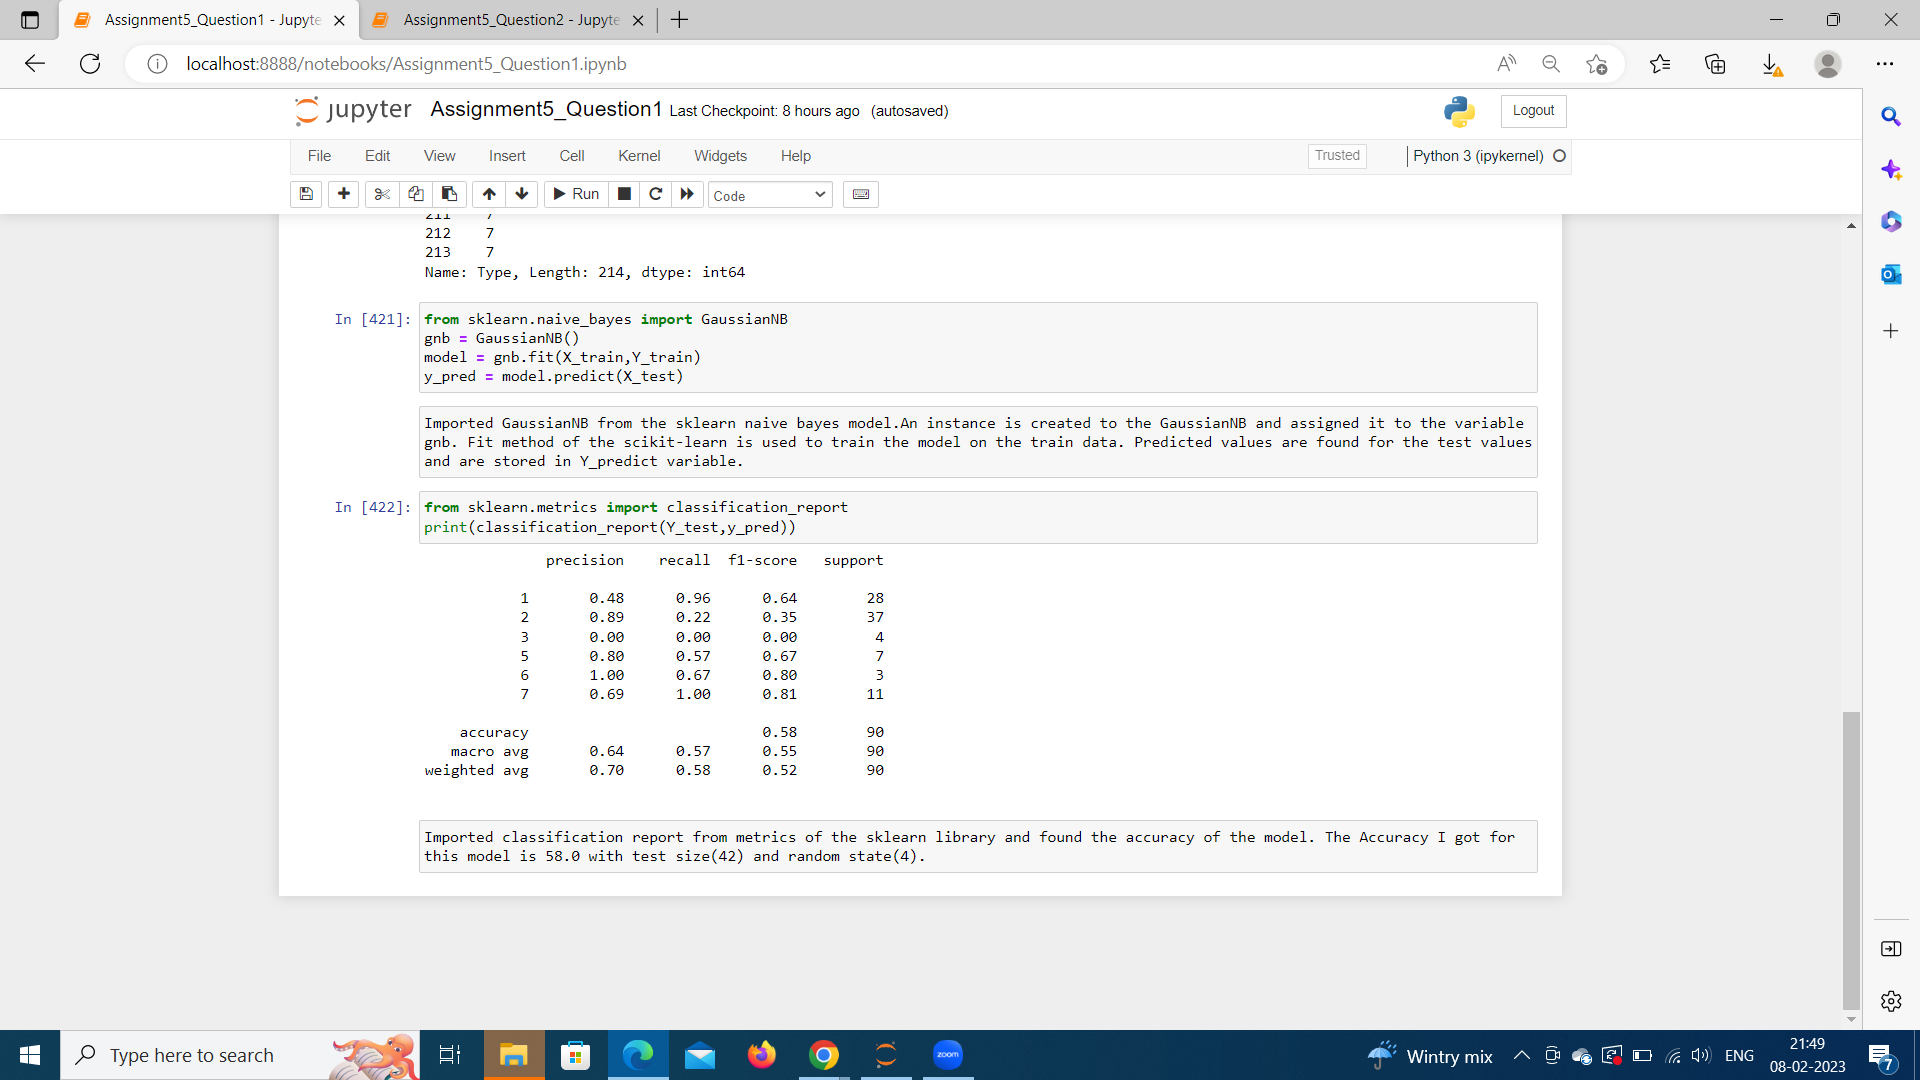 Assignment5_Question1 - Jupyte
Assignment5_Question2 - Jupyte
localhost:8888/notebooks/Assignment5_Question1.ipynb
jupyter Assignment5_Question1 Last Checkpoint: 8 hours ago (autosaved)
Logout
File Edit View Insert Cell Kernel Widgets Help
Trusted
Python 3 (ipykernel)
Run
Code
211 7
212 7
213 7
Name: Type, Length: 214, dtype: int64
In [421]:
from sklearn.naive_bayes import GaussianNB
gnb = GaussianNB()
model = gnb.fit(X_train,Y_train)
y_pred = model.predict(X_test)
Imported GaussianNB from the sklearn naive bayes model.An instance is created to the GaussianNB and assigned it to the variable
gnb. Fit method of the scikit-learn is used to train the model on the train data. Predicted values are found for the test values
and are stored in Y_predict variable.
In [422]:
from sklearn.metrics import classification_report
print(classification_report(Y_test,y_pred))
precision recall f1-score support
1 0.48 0.96 0.64 28
2 0.89 0.22 0.35 37
3 0.00 0.00 0.00 4
5 0.80 0.57 0.67 7
6 1.00 0.67 0.80 3
7 0.69 1.00 0.81 11
accuracy 0.58 90
macro avg 0.64 0.57 0.55 90
weighted avg 0.70 0.58 0.52 90
Imported classification report from metrics of the sklearn library and found the accuracy of the model. The Accuracy I got for
this model is 58.0 with test size(42) and random state(4).
Type here to search
zoom
Wintry mix
ENG
21:49
08-02-2023
7